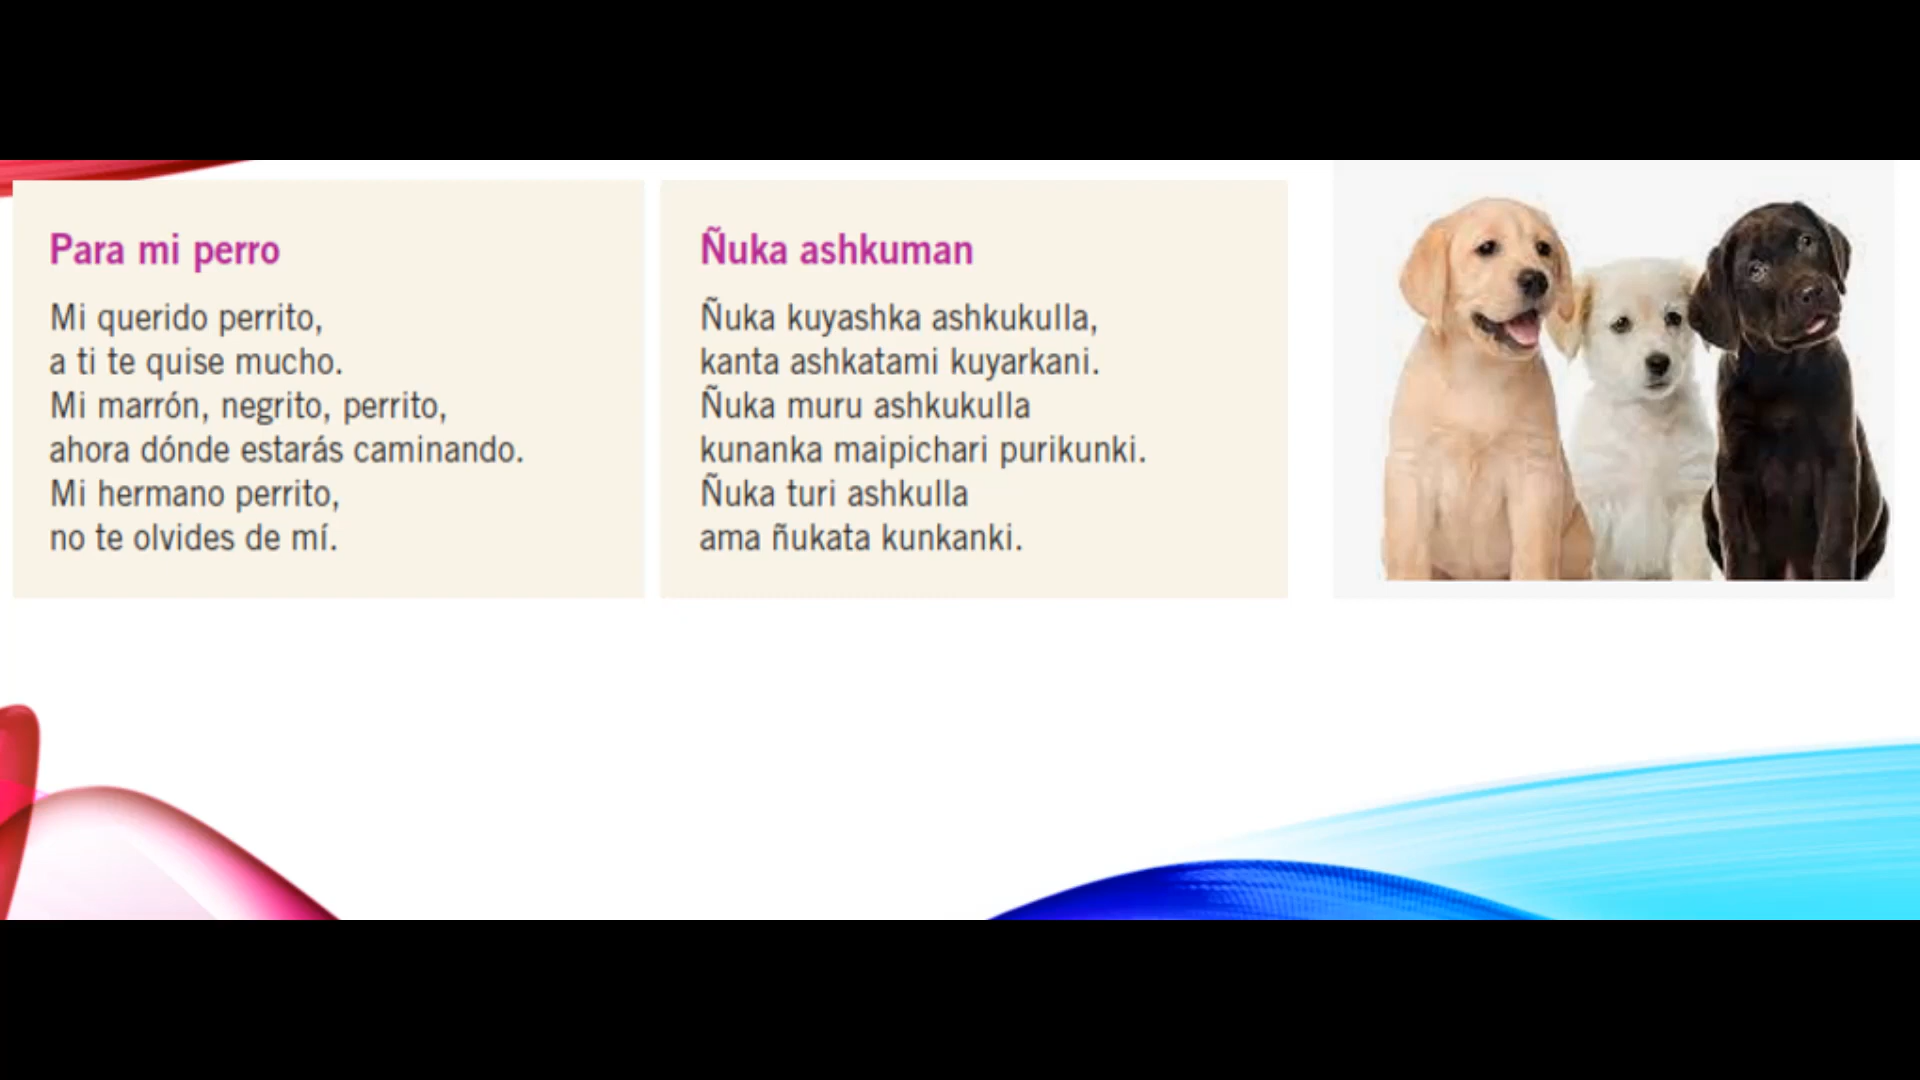 Para mi perro
Mi querido perrito,
a ti te quise mucho.
Mi marrón, negrito, perrito,
ahora dónde estarás caminando.
Mi hermano perrito,
no te olvides de mí.
Ñuka ashkuman
Ñuka kuyashka ashkukulla,
kanta ashkatami kuyarkani.
Ñuka muru ashkukulla
kunanka maipichari purikunki.
Ñuka turi ashkulla
ama ñukata kunkanki.